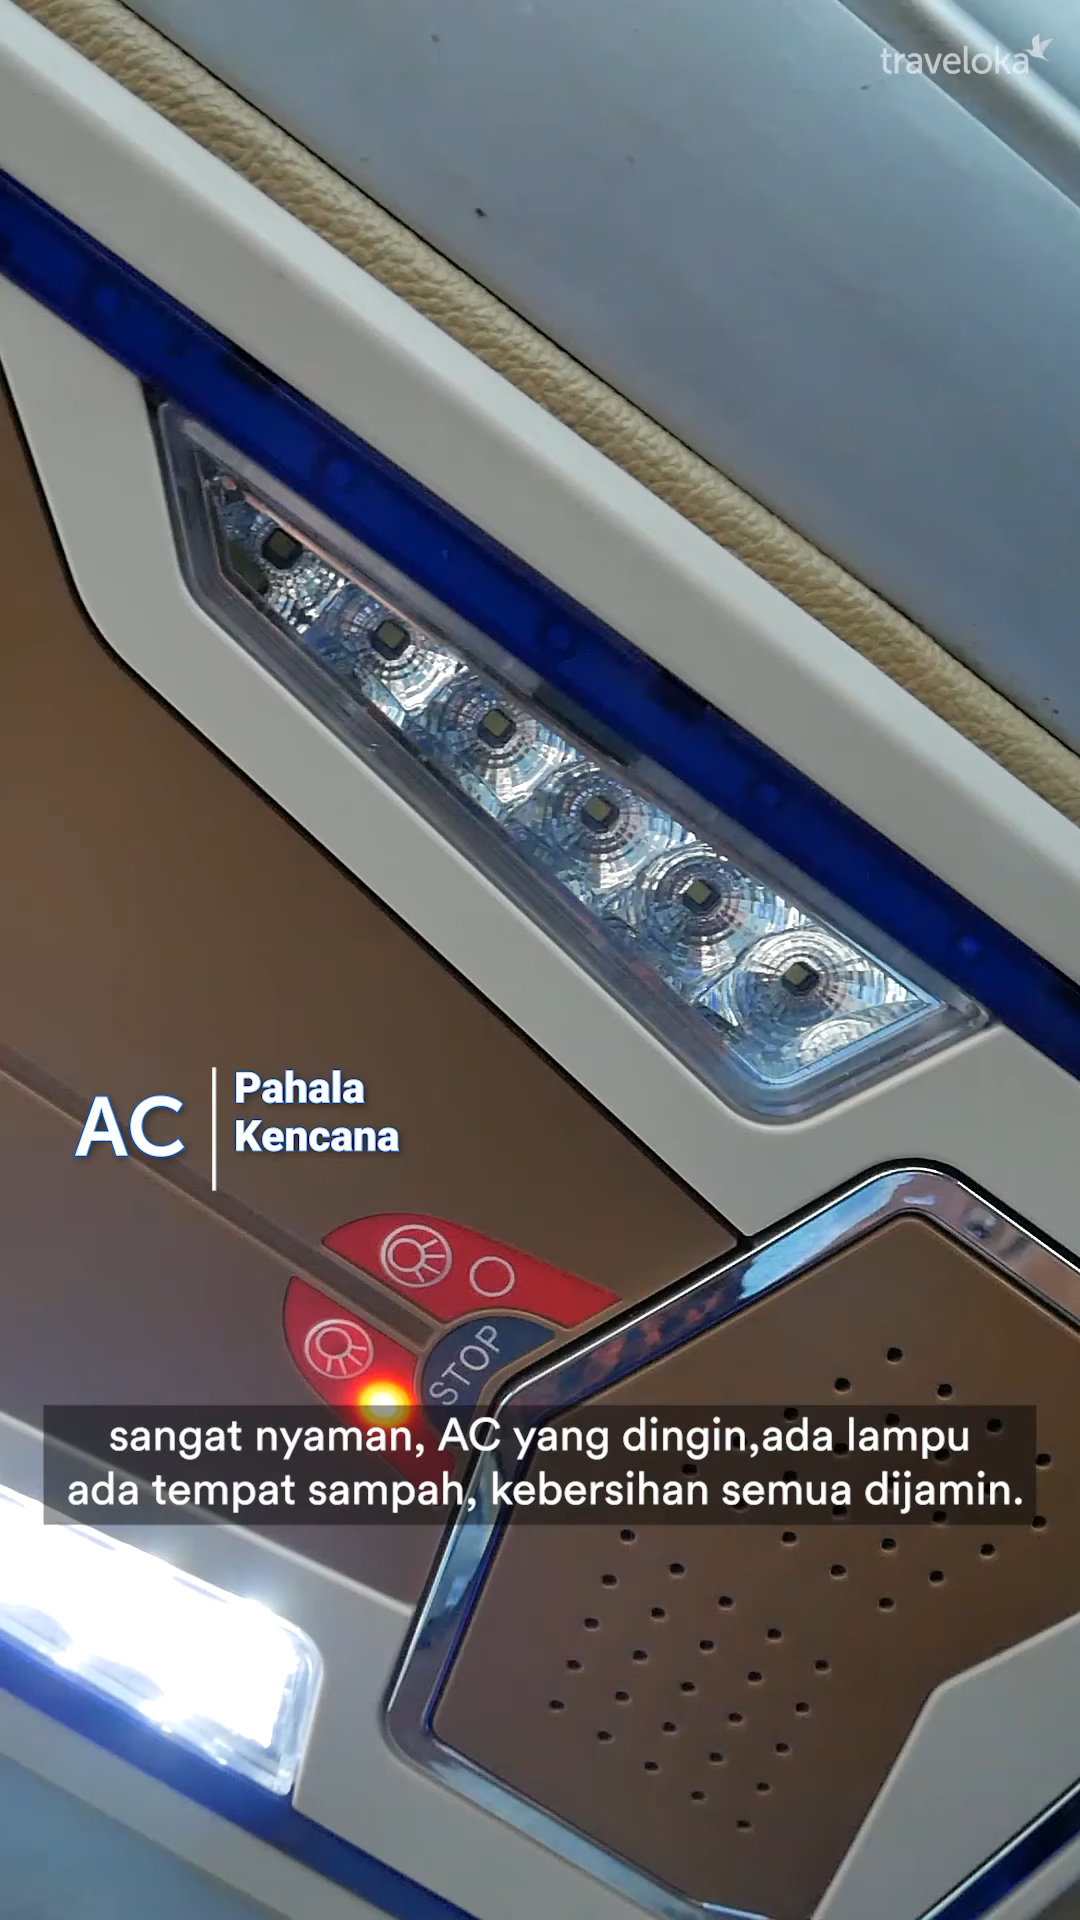 traveloka
AC
Pahala
Kencana
STOP
sangat nyaman, AC yang dingin,ada lampu
ada tempat sampah, kebersihan semua dijamin.